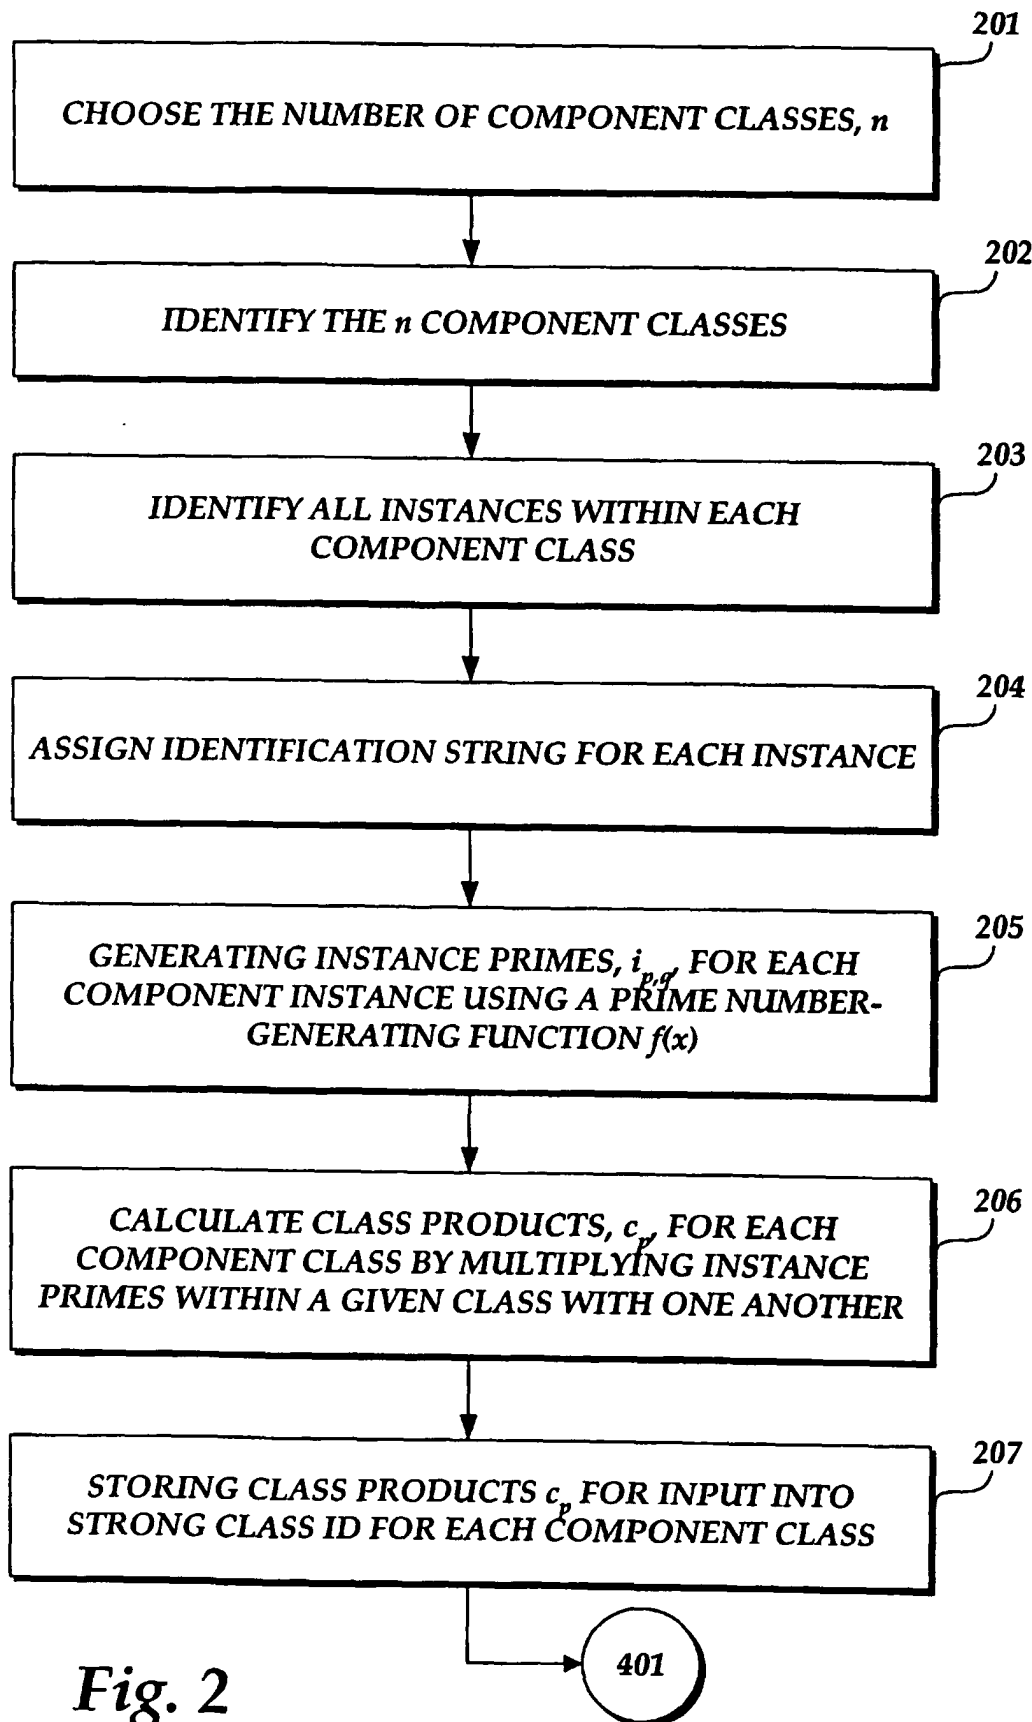 201
CHOOSE THE NUMBER OF COMPONENT CLASSES, n
202
IDENTIFY THE n COMPONENT CLASSES
203
IDENTIFY ALL INSTANCES WITHIN EACH
COMPONENT CLASS
204
ASSIGN IDENTIFICATION STRING FOR EACH INSTANCE
205
GENERATING INSTANCE PRIMES, i_{p,q}, FOR EACH
COMPONENT INSTANCE USING A PRIME NUMBER-
GENERATING FUNCTION f(x)
206
CALCULATE CLASS PRODUCTS, c_p, FOR EACH
COMPONENT CLASS BY MULTIPLYING INSTANCE
PRIMES WITHIN A GIVEN CLASS WITH ONE ANOTHER
207
STORING CLASS PRODUCTS c_p FOR INPUT INTO
STRONG CLASS ID FOR EACH COMPONENT CLASS
401
Fig. 2